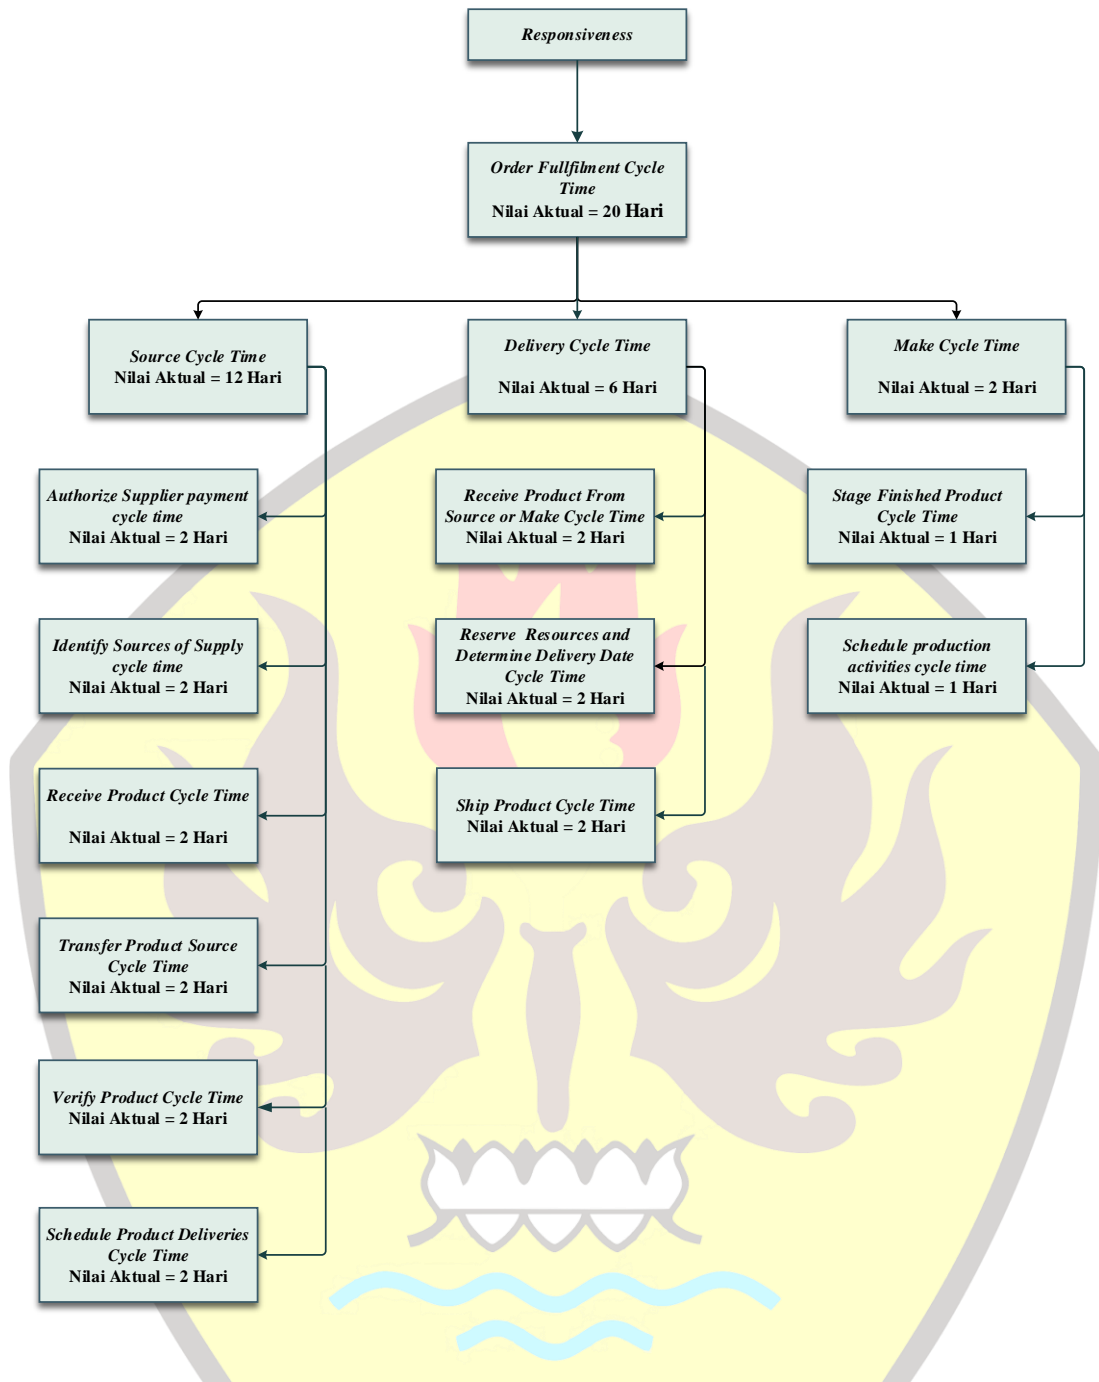 Responsiveness
Order Fullfilment Cycle
Time
Nilai Aktual = 20 Hari
Source Cycle Time
Nilai Aktual = 12 Hari
Delivery Cycle Time
Nilai Aktual = 6 Hari
Make Cycle Time
Nilai Aktual = 2 Hari
Authorize Supplier payment
cycle time
Nilai Aktual = 2 Hari
Receive Product From
Source or Make Cycle Time
Nilai Aktual = 2 Hari
Stage Finished Product
Cycle Time
Nilai Aktual = 1 Hari
Identify Sources of Supply
cycle time
Nilai Aktual = 2 Hari
Reserve Resources and
Determine Delivery Date
Cycle Time
Nilai Aktual = 2 Hari
Schedule production
activities cycle time
Nilai Aktual = 1 Hari
Receive Product Cycle Time
Nilai Aktual = 2 Hari
Ship Product Cycle Time
Nilai Aktual = 2 Hari
Transfer Product Source
Cycle Time
Nilai Aktual = 2 Hari
Verify Product Cycle Time
Nilai Aktual = 2 Hari
Schedule Product Deliveries
Cycle Time
Nilai Aktual = 2 Hari